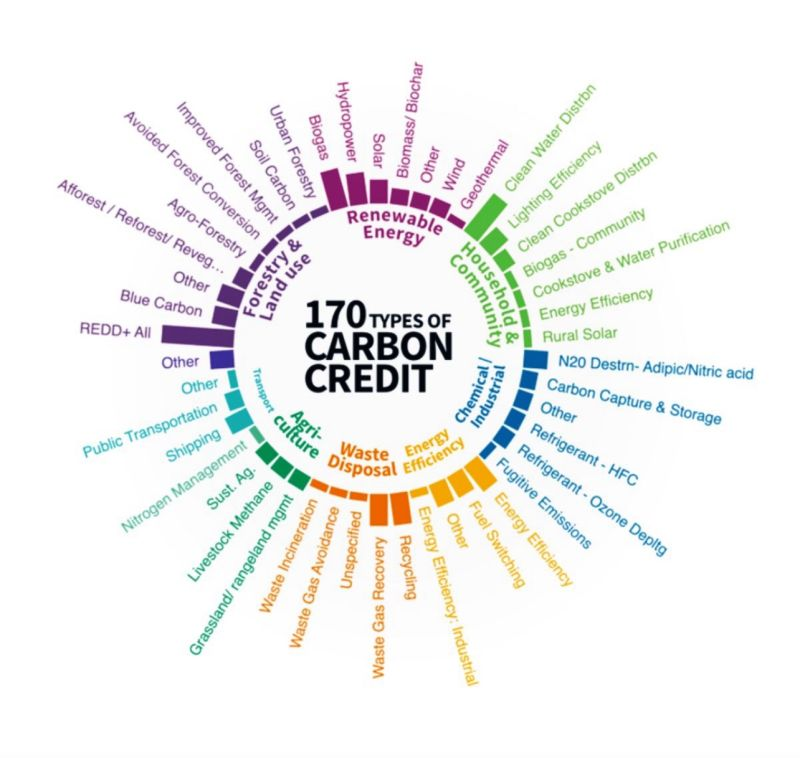 170 TYPES OF
CARBON
CREDIT
Renewable
Energy
Biogas
Hydropower
Solar
Biomass/ Biochar
Other
Wind
Geothermal
Household &
Community
Clean Water Distrbn
Lighting Efficiency
Clean Cookstove Distrbn
Biogas - Community
Cookstove & Water Purification
Energy Efficiency
Rural Solar
Chemical /
Industrial
N20 Destrn- Adipic/Nitric acid
Carbon Capture & Storage
Other
Refrigerant - HFC
Refrigerant - Ozone Depltg
Fugitive Emissions
Energy
Efficiency
Energy Efficiency
Fuel Switching
Other
Energy Efficiency: Industrial
Waste
Disposal
Recycling
Waste Gas Recovery
Unspecified
Waste Gas Avoidance
Waste Incineration
Agri-
culture
Grassland/ rangeland mgmt
Livestock Methane
Sust. Ag.
Nitrogen Management
Transport
Shipping
Public Transportation
Other
Other
Forestry &
Land use
REDD+ All
Blue Carbon
Other
Afforest / Reforest/ Reveg...
Agro-Forestry
Avoided Forest Conversion
Improved Forest Mgmt
Soil Carbon
Urban Forestry